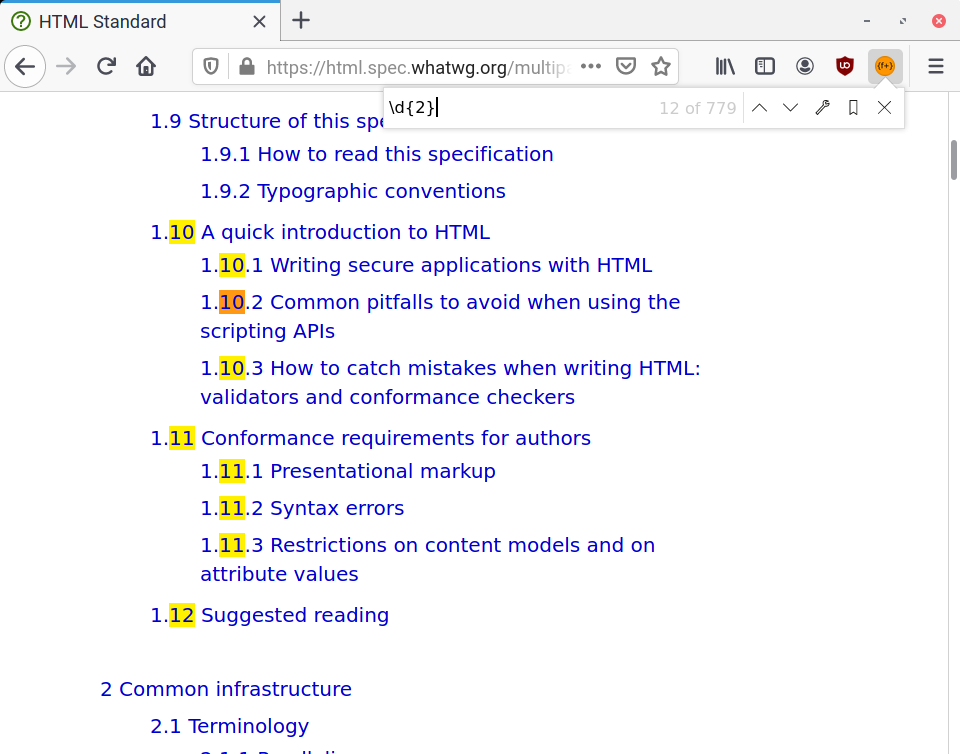 HTML Standard
https://html.spec.whatwg.org/multipa
\d{2}
12 of 779
1.9 Structure of this spe
1.9.1 How to read this specification
1.9.2 Typographic conventions
1.10 A quick introduction to HTML
1.10.1 Writing secure applications with HTML
1.10.2 Common pitfalls to avoid when using the
scripting APIs
1.10.3 How to catch mistakes when writing HTML:
validators and conformance checkers
1.11 Conformance requirements for authors
1.11.1 Presentational markup
1.11.2 Syntax errors
1.11.3 Restrictions on content models and on
attribute values
1.12 Suggested reading
2 Common infrastructure
2.1 Terminology